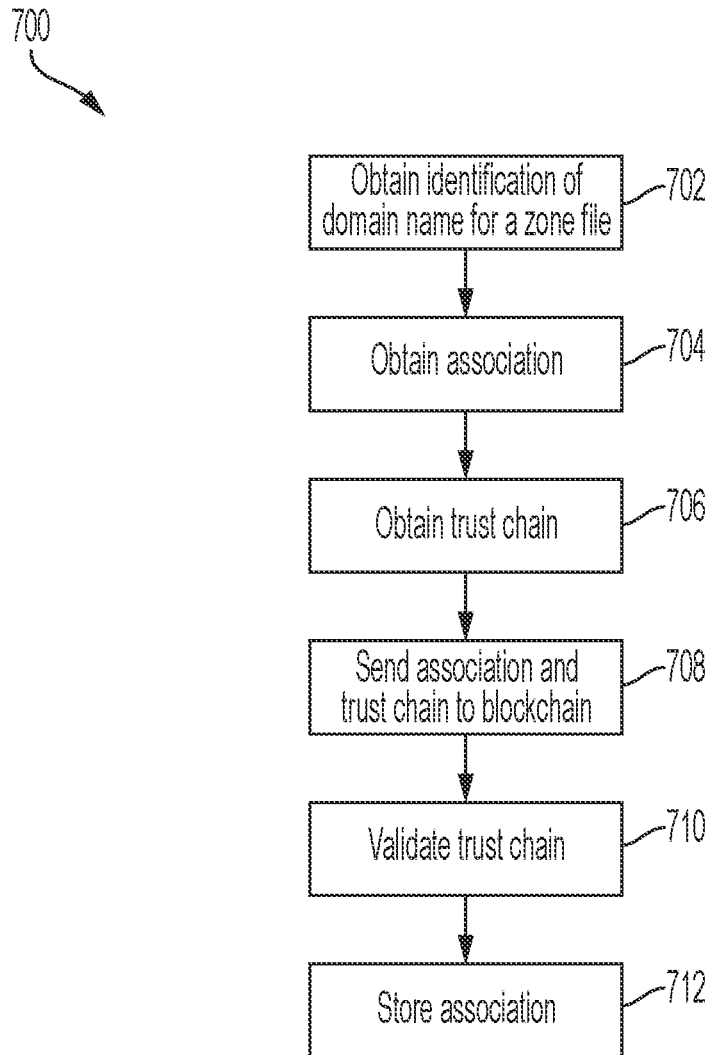 700
Obtain identification of
domain name for a zone file
702
Obtain association
704
Obtain trust chain
706
Send association and
trust chain to blockchain
708
Validate trust chain
710
Store association
712